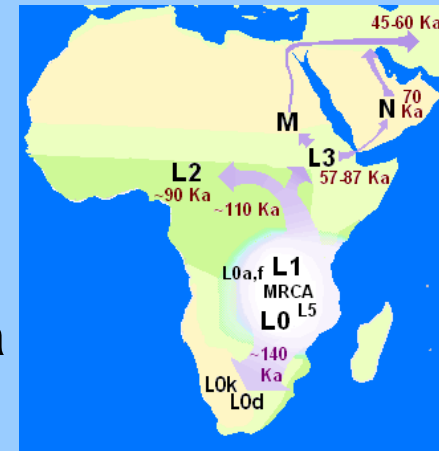 45-60 Ka
M
N 70
Ka
L3
57-87 Ka
L2
~90 Ka
~110 Ka
L0a,f L1
MRCA
L5
L0
~140
Ka
L0k
L0d